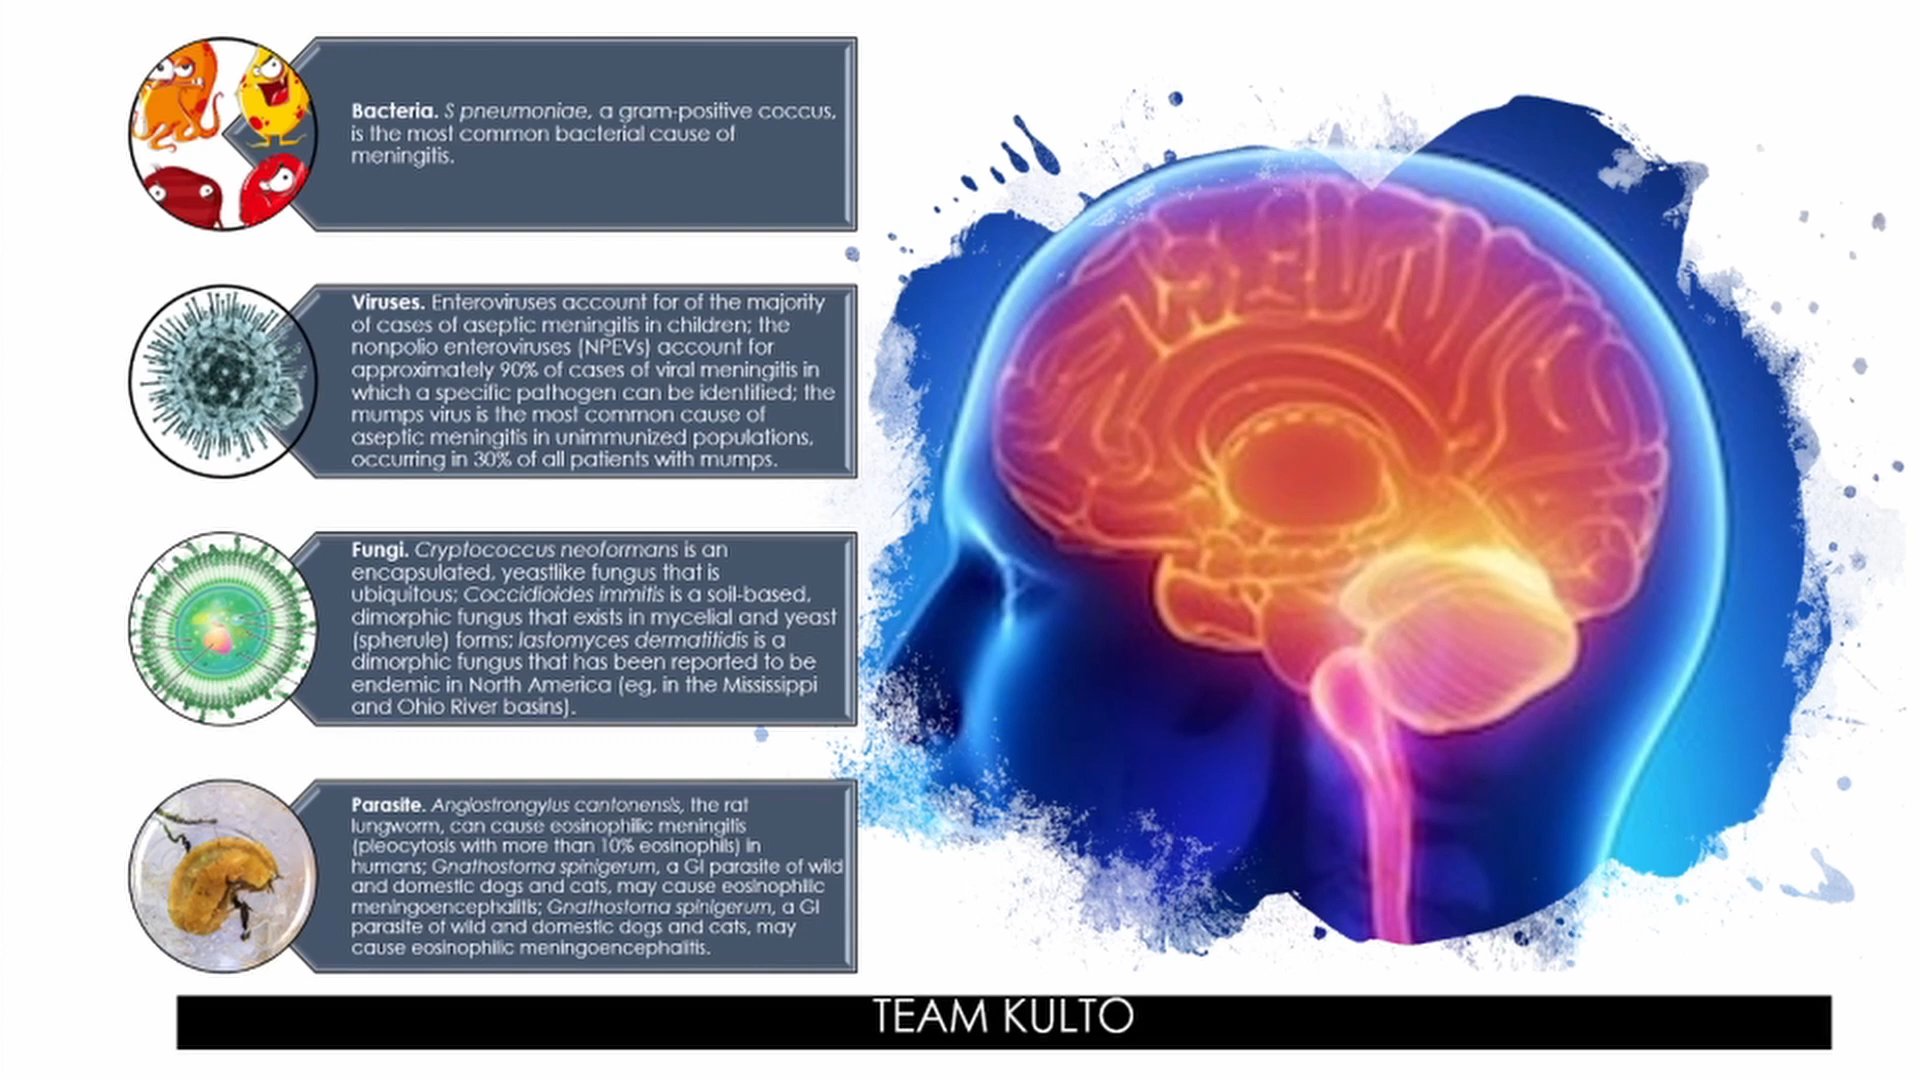 Bacteria. S pneumoniae, a gram-positive coccus,
is the most common bacterial cause of
meningitis.
Viruses. Enteroviruses account for of the majority
of cases of aseptic meningitis in children; the
nonpolio enteroviruses (NPEVs) account for
approximately 90% of cases of viral meningitis in
which a specific pathogen can be identified; the
mumps virus is the most common cause of
aseptic meningitis in unimmunized populations,
occurring in 30% of all patients with mumps.
Fungi. Cryptococcus neoformans is an
encapsulated, yeastlike fungus that is
ubiquitous; Coccidioides immitis is a soil-based,
dimorphic fungus that exists in mycelial and yeast
(spherule) forms; lastomyces dermatitidis is a
dimorphic fungus that has been reported to be
endemic in North America (eg, in the Mississippi
and Ohio River basins).
Parasite. Angiostrongylus cantonensis, the rat
lungworm, can cause eosinophilic meningitis
(pleocytosis with more than 10% eosinophils) in
humans; Gnathostoma spinigerum, a GI parasite of wild
and domestic dogs and cats, may cause eosinophilic
meningoencephalitis; Gnathostoma spinigerum, a GI
parasite of wild and domestic dogs and cats, may
cause eosinophilic meningoencephalitis.
TEAM KULTO